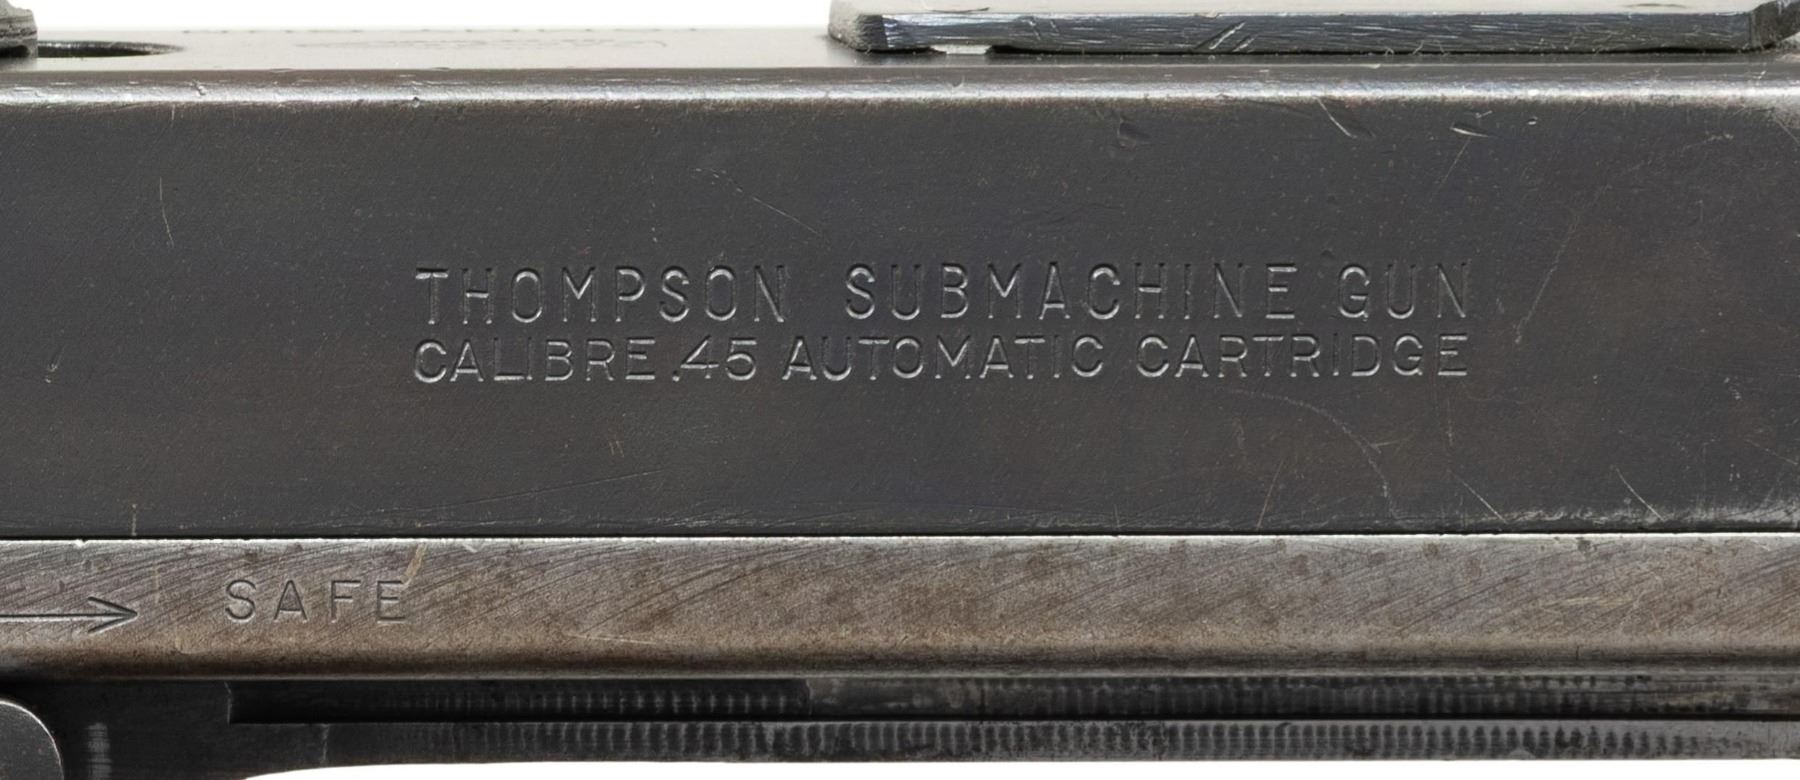 THOMPSON SUBMACHINE GUN
CALIBRE .45 AUTOMATIC CARTRIDGE
SAFE